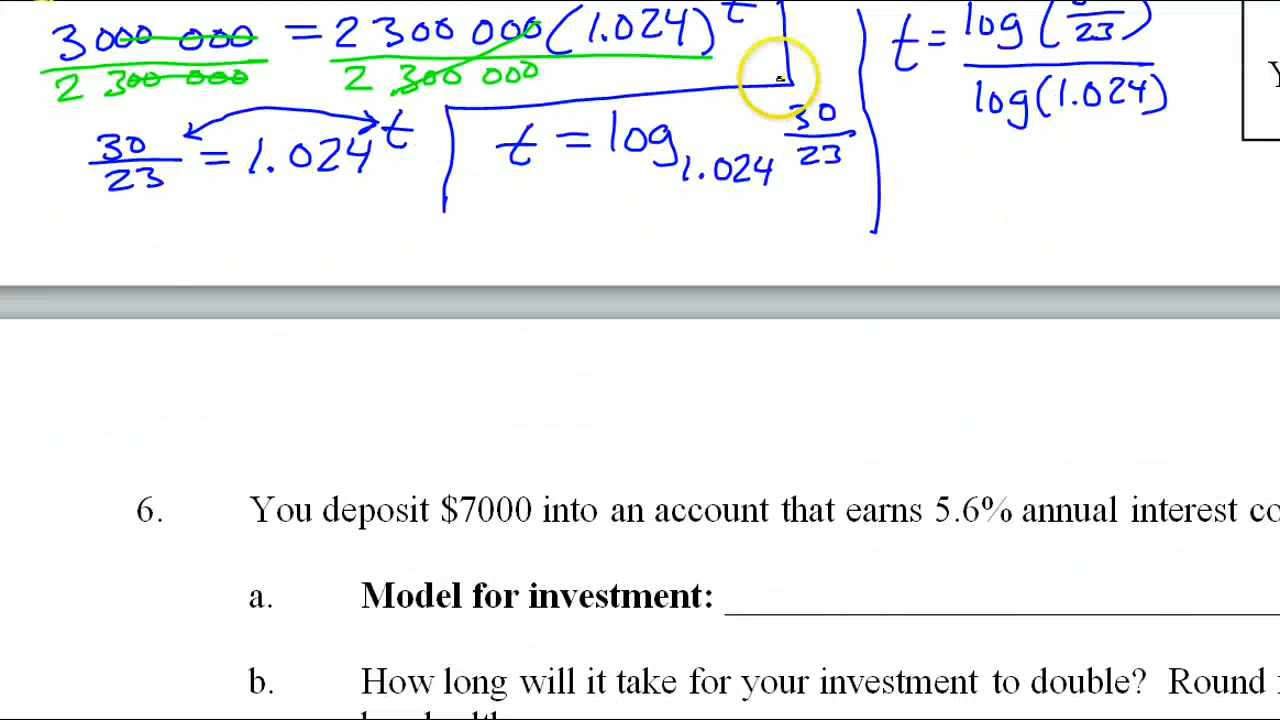 3000 000 = 2 300 000 (1.024)^t
2 300 000 2 300 000
30/23 = 1.024^t
t = log_1.024 30/23
t = log( /23)
log(1.024)
6. You deposit $7000 into an account that earns 5.6% annual interest co
a. Model for investment:
b. How long will it take for your investment to double? Round